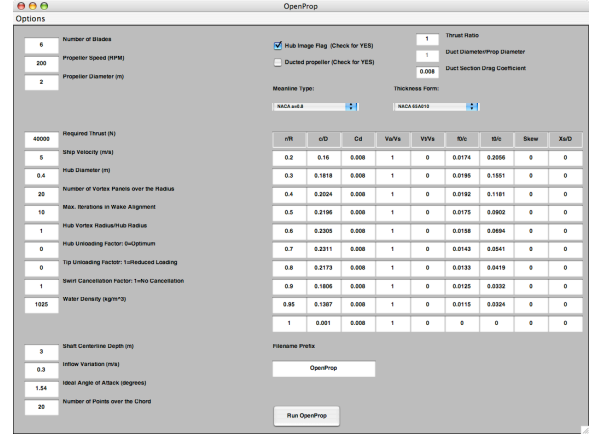 OpenProp
Options
6 Number of Blades
200 Propeller Speed (RPM)
2 Propeller Diameter (m)
Hub Image Flag (Check for YES)
Ducted propeller (Check for YES)
1 Thrust Ratio
1 Duct Diameter/Prop Diameter
0.008 Duct Section Drag Coefficient
Meanline Type: Thickness Form:
NACA a=0.8 NACA 65A010
40000 Required Thrust (N)
5 Ship Velocity (m/s)
0.4 Hub Diameter (m)
20 Number of Vortex Panels over the Radius
10 Max. Iterations in Wake Alignment
1 Hub Vortex Radius/Hub Radius
0 Hub Unloading Factor: 0=Optimum
0 Tip Unloading Factotr: 1=Reduced Loading
1 Swirl Cancellation Factor: 1=No Cancellation
1025 Water Density (kg/m^3)
r/R c/D Cd Va/Vs Vt/Vs f0/c t0/c Skew Xs/D
0.2 0.16 0.008 1 0 0.0174 0.2056 0 0
0.3 0.1818 0.008 1 0 0.0195 0.1551 0 0
0.4 0.2024 0.008 1 0 0.0192 0.1181 0 0
0.5 0.2196 0.008 1 0 0.0175 0.0902 0 0
0.6 0.2305 0.008 1 0 0.0158 0.0694 0 0
0.7 0.2311 0.008 1 0 0.0143 0.0541 0 0
0.8 0.2173 0.008 1 0 0.0133 0.0419 0 0
0.9 0.1806 0.008 1 0 0.0125 0.0332 0 0
0.95 0.1387 0.008 1 0 0.0115 0.0324 0 0
1 0.001 0.008 1 0 0 0 0 0
3 Shaft Centerline Depth (m)
0.3 Inflow Variation (m/s)
1.54 Ideal Angle of Attack (degrees)
20 Number of Points over the Chord
Filename Prefix
OpenProp
Run OpenProp